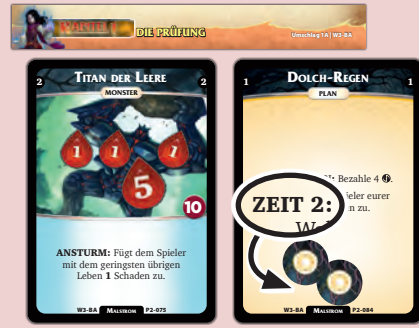 DIE PRÜFUNG
Umschlag 1A | W3-BA
2 TITAN DER LEERE 2
MONSTER
1 1 1
5
10
ANSTURM: Fügt dem Spieler
mit dem geringsten übrigen
Leben 1 Schaden zu.
W3-BA MALSTROM P2-075
1 DOLCH-REGEN 1
PLAN
Bezahle 4
ZEIT 2:
ieler eurer
n zu.
W3-BA MALSTROM P2-084